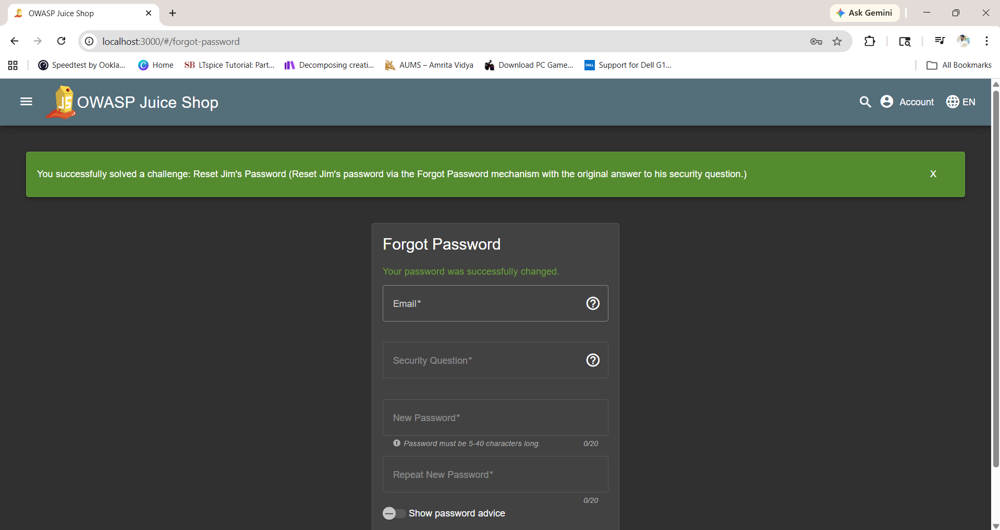 OWASP Juice Shop
Ask Gemini
localhost:3000/#/forgot-password
Speedtest by Ookla...
Home
SB LTspice Tutorial: Part...
Decomposing creati...
AUMS – Amrita Vidya
Download PC Game...
DELL Support for Dell G1...
All Bookmarks
JS OWASP Juice Shop
Account
EN
You successfully solved a challenge: Reset Jim's Password (Reset Jim's password via the Forgot Password mechanism with the original answer to his security question.)
X
Forgot Password
Your password was successfully changed.
Email*
Security Question*
New Password*
Password must be 5-40 characters long. 0/20
Repeat New Password*
0/20
Show password advice